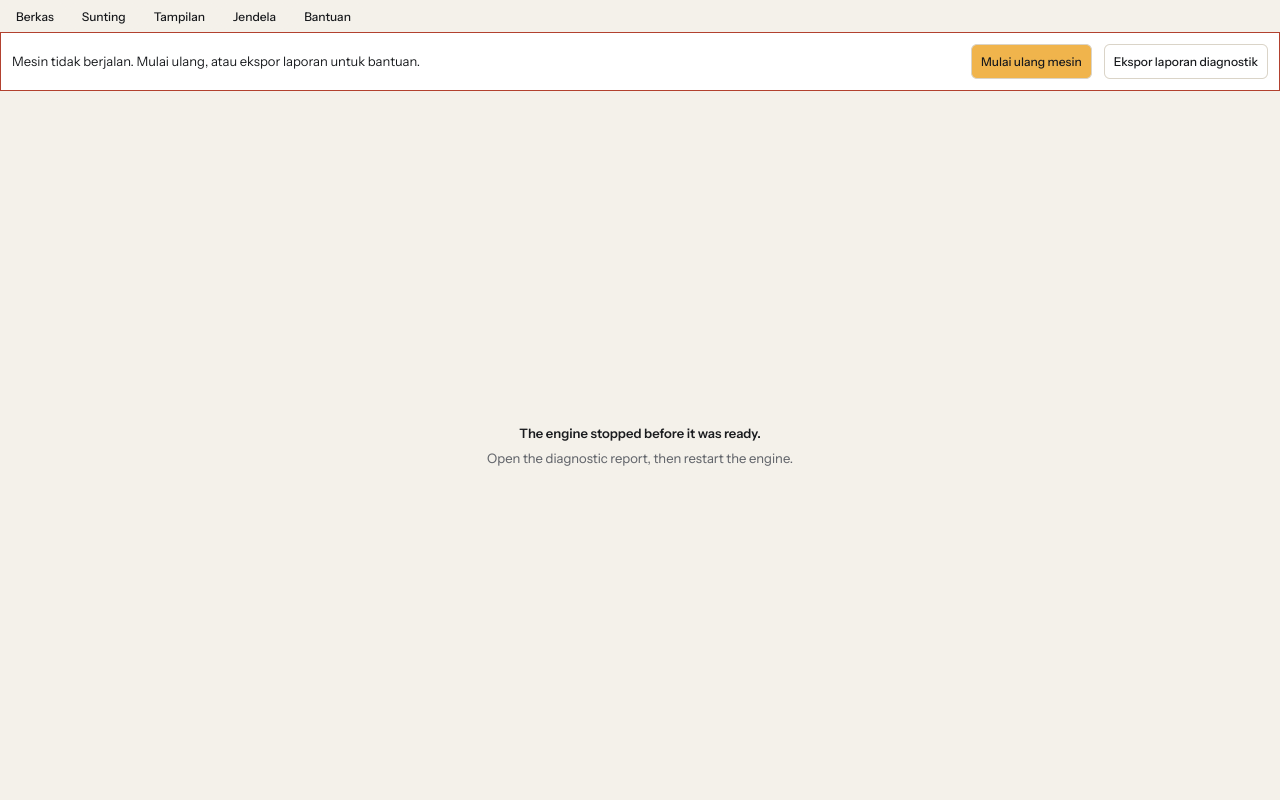 Berkas Sunting Tampilan Jendela Bantuan
Mesin tidak berjalan. Mulai ulang, atau ekspor laporan untuk bantuan.
Mulai ulang mesin
Ekspor laporan diagnostik
The engine stopped before it was ready.
Open the diagnostic report, then restart the engine.